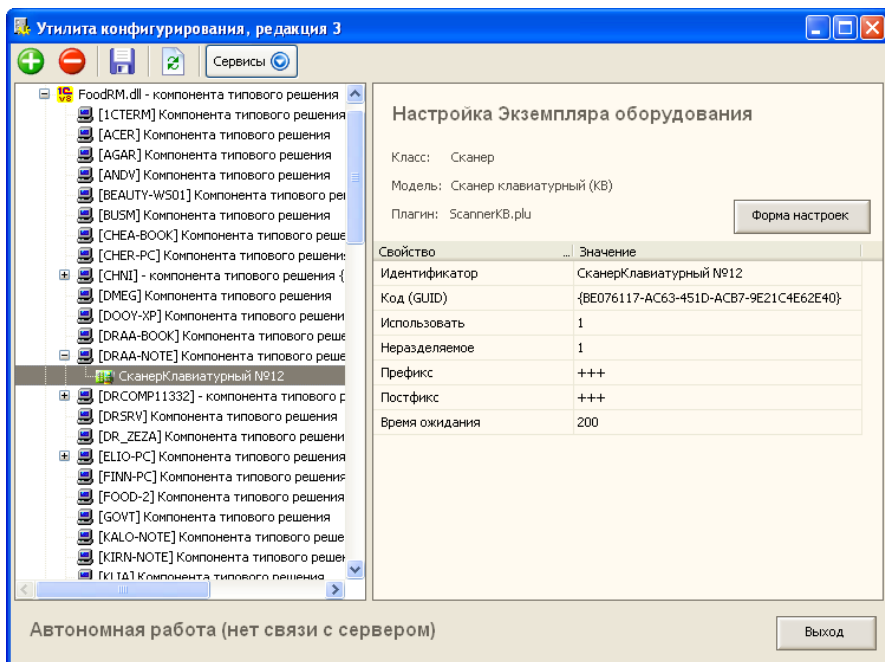 Утилита конфигурирования, редакция 3
Сервисы
FoodRM.dll - компонента типового решения
[1CTERM] Компонента типового решения
[ACER] Компонента типового решения
[AGAR] Компонента типового решения
[ANDV] Компонента типового решения
[BEAUTY-WS01] Компонента типового ре
[BUSM] Компонента типового решения
[CHEA-BOOK] Компонента типового реше
[CHER-PC] Компонента типового решени
[CHNI] - компонента типового решения {
[DMEG] Компонента типового решения
[DOOY-XP] Компонента типового решени
[DRAA-BOOK] Компонента типового реше
[DRAA-NOTE] Компонента типового реше
СканерКлавиатурный №12
[DRCOMP11332] - компонента типового р
[DRSRV] Компонента типового решения
[DR_ZEZA] Компонента типового решени
[ELIO-PC] Компонента типового решения
[FINN-PC] Компонента типового решения
[FOOD-2] Компонента типового решения
[GOVT] Компонента типового решения
[KALO-NOTE] Компонента типового реше
[KIRN-NOTE] Компонента типового решен
[KLIA] Компонента типового решения
Настройка Экземпляра оборудования
Класс: Сканер
Модель: Сканер клавиатурный (KB)
Плагин: ScannerKB.plu
Форма настроек
Свойство ... Значение
Идентификатор СканерКлавиатурный №12
Код (GUID) {BE076117-AC63-451D-ACB7-9E21C4E62E40}
Использовать 1
Неразделяемое 1
Префикс +++
Постфикс +++
Время ожидания 200
Автономная работа (нет связи с сервером)
Выход